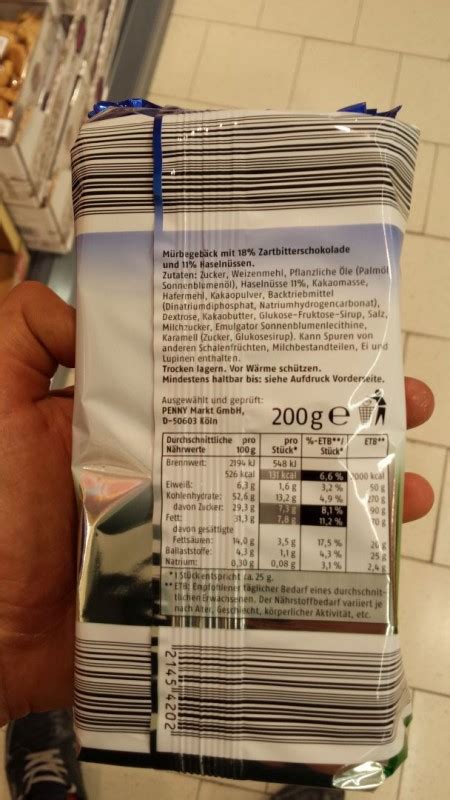 Mürbegebäck mit 18% Zartbitterschokolade
und 11% Haselnüssen.
Zutaten: Zucker, Weizenmehl, Pflanzliche Öle (Palmöl
Sonnenblumenöl), Haselnüsse 11%, Kakaomasse,
Hafermehl, Kakaopulver, Backtriebmittel
(Dinatriumdiphosphat, Natriumhydrogencarbonat),
Dextrose, Kakaobutter, Glukose-Fruktose-Sirup, Salz,
Milchzucker, Emulgator Sonnenblumenlecithine,
Karamell (Zucker, Glukosesirup). Kann Spuren von
anderen Schalenfrüchten, Milchbestandteilen, Ei und
Lupinen enthalten.
Trocken lagern. Vor Wärme schützen.
Mindestens haltbar bis: siehe Aufdruck Vorderseite.
Ausgewählt und geprüft:
PENNY Markt GmbH,
D-50603 Köln
200g e
Durchschnittliche pro pro %-ETB**/ ETB**
Nährwerte 100g Stück* Stück*
Brennwert: 2194 kJ 548 kJ
526 kcal 131 kcal 6,6 % 2000 kcal
Eiweiß: 6,3 g 1,6 g 3,2 % 50 g
Kohlenhydrate: 52,6 g 13,2 g 4,9 % 270 g
davon Zucker: 29,3 g 7,3 g 8,1 % 90 g
Fett: 31,3 g 7,8 g 11,2 % 70 g
davon gesättigte
Fettsäuren: 14,0 g 3,5 g 17,5 % 20 g
Ballaststoffe: 4,3 g 1,1 g 4,3 % 25 g
Natrium: 0,30 g 0,08 g 3,1 % 2,4 g
*1 Stück entspricht ca. 25 g.
**ETB: Empfohlener täglicher Bedarf eines durchschnit-
tlichen Erwachsenen. Der Nährstoffbedarf variiert je
nach Alter, Geschlecht, körperlicher Aktivität, etc.
2145 4202